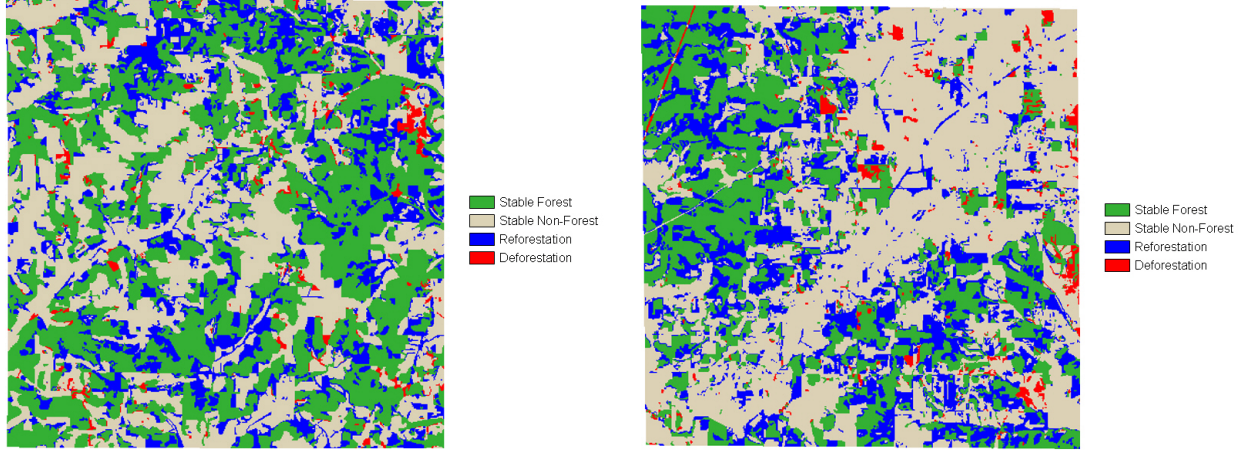 Stable Forest
Stable Non-Forest
Reforestation
Deforestation
Stable Forest
Stable Non-Forest
Reforestation
Deforestation